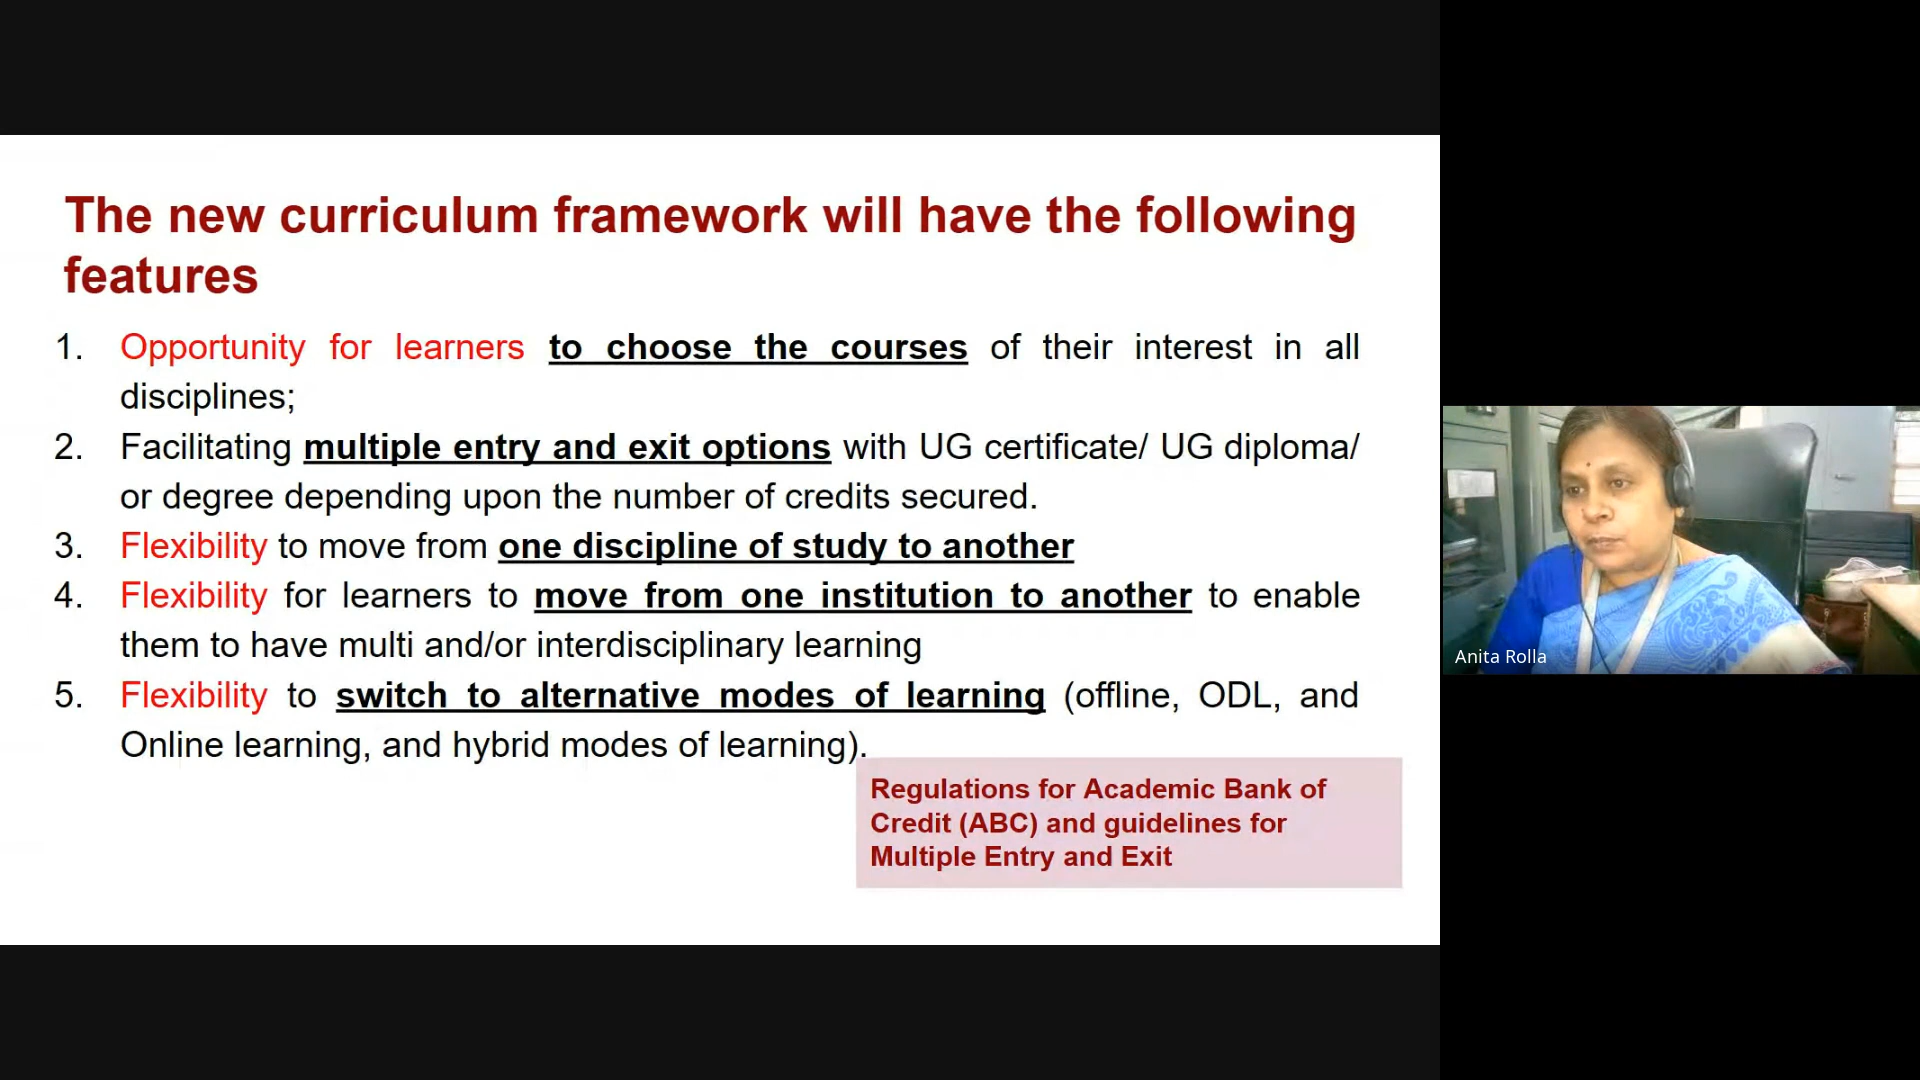 The new curriculum framework will have the following
features
1. Opportunity for learners to choose the courses of their interest in all
disciplines;
2. Facilitating multiple entry and exit options with UG certificate/ UG diploma/
or degree depending upon the number of credits secured.
3. Flexibility to move from one discipline of study to another
4. Flexibility for learners to move from one institution to another to enable
them to have multi and/or interdisciplinary learning
5. Flexibility to switch to alternative modes of learning (offline, ODL, and
Online learning, and hybrid modes of learning).
Regulations for Academic Bank of
Credit (ABC) and guidelines for
Multiple Entry and Exit
Anita Rolla